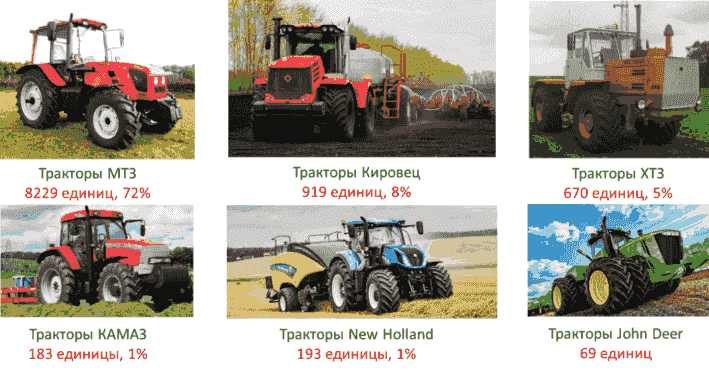 Тракторы МТЗ
8229 единиц, 72%
Тракторы Кировец
919 единиц, 8%
Тракторы ХТЗ
670 единиц, 5%
Тракторы КАМАЗ
183 единицы, 1%
Тракторы New Holland
193 единицы, 1%
Тракторы John Deer
69 единиц